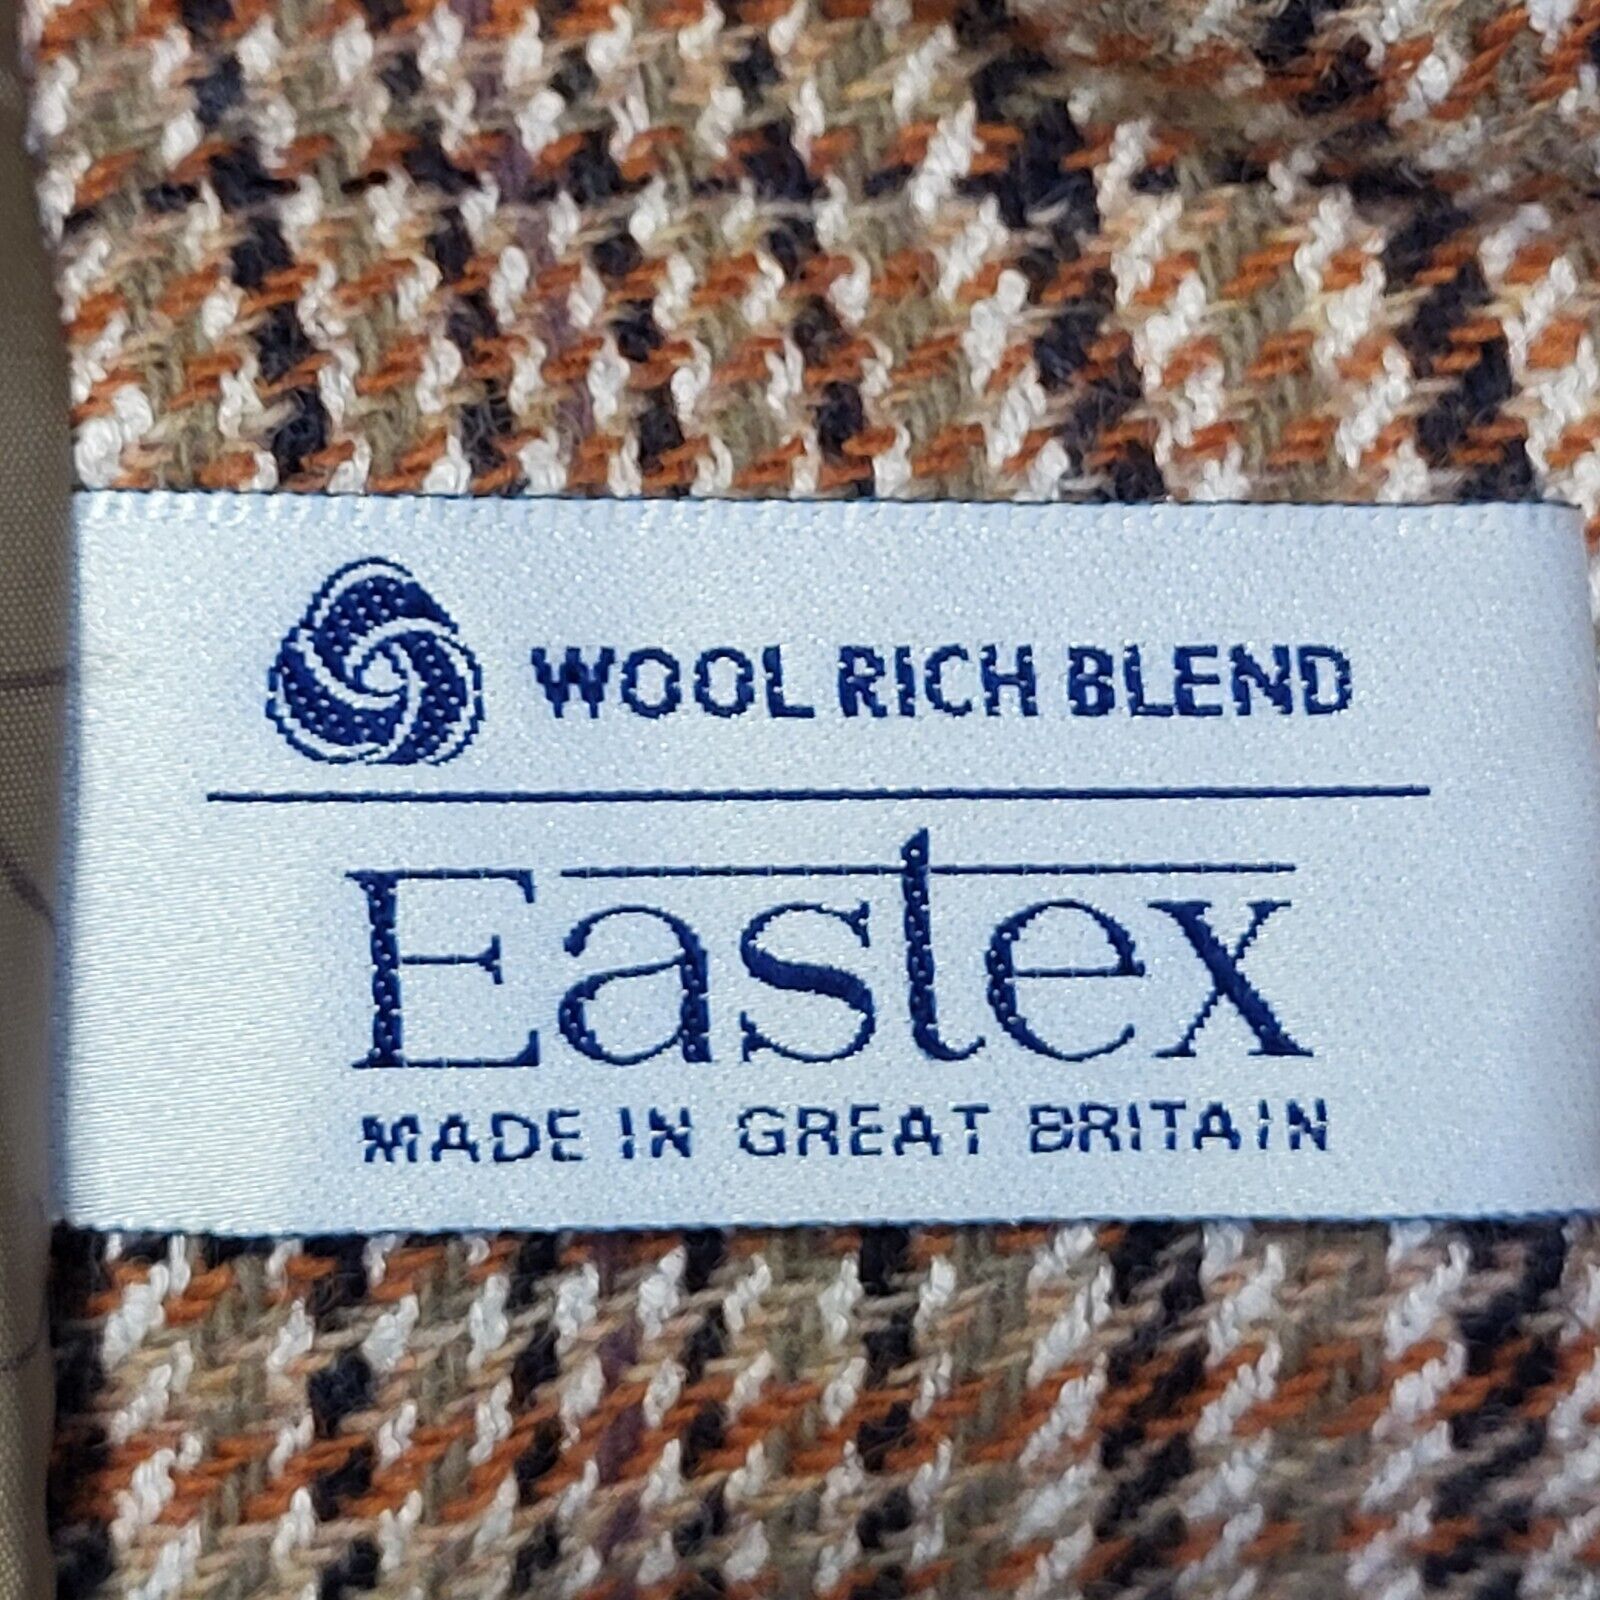 WOOL RICH BLEND
Eastex
MADE IN GREAT BRITAIN